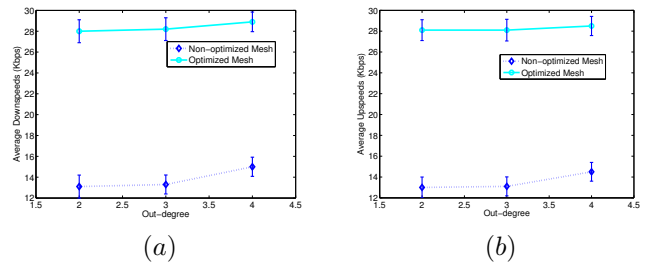 30
28
26
24
22
20
18
16
14
12
Average Downspeeds (Kbps)
Non-optimized Mesh
Optimized Mesh
1.5 2 2.5 3 3.5 4 4.5
Out-degree
(a)
30
28
26
24
22
20
18
16
14
12
Average Upspeeds (Kbps)
Non-optimized Mesh
Optimized Mesh
1.5 2 2.5 3 3.5 4 4.5
Out-degree
(b)